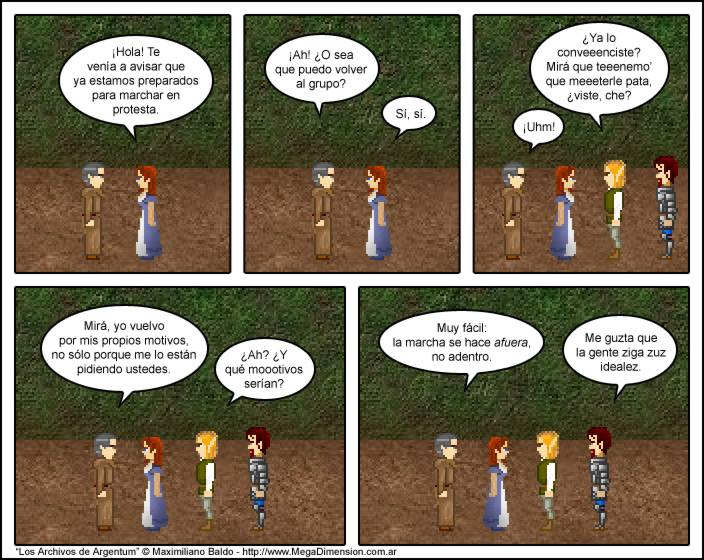 ¡Hola! Te
venía a avisar que
ya estamos preparados
para marchar en
protesta.
¡Ah! ¿O sea
que puedo volver
al grupo?
Sí, sí.
¿Ya lo
conveeenciste?
Mirá que teeenemo'
que meeeterle pata,
¿viste, che?
¡Uhm!
Mirá, yo vuelvo
por mis propios motivos,
no sólo porque me lo están
pidiendo ustedes.
¿Ah? ¿Y
qué moootivos
serían?
Muy fácil:
la marcha se hace afuera,
no adentro.
Me guzta que
la gente ziga zuz
idealez.
"Los Archivos de Argentum" © Maximiliano Baldo - http://www.MegaDimension.com.ar